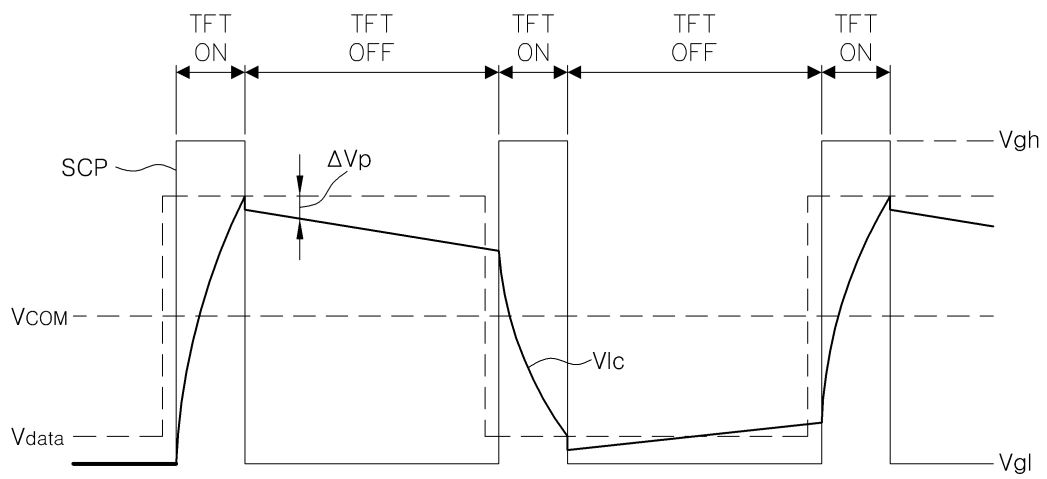 TFT
ON
TFT
OFF
TFT
ON
TFT
OFF
TFT
ON
SCP
ΔVp
Vgh
VCOM
Vlc
Vdata
Vgl